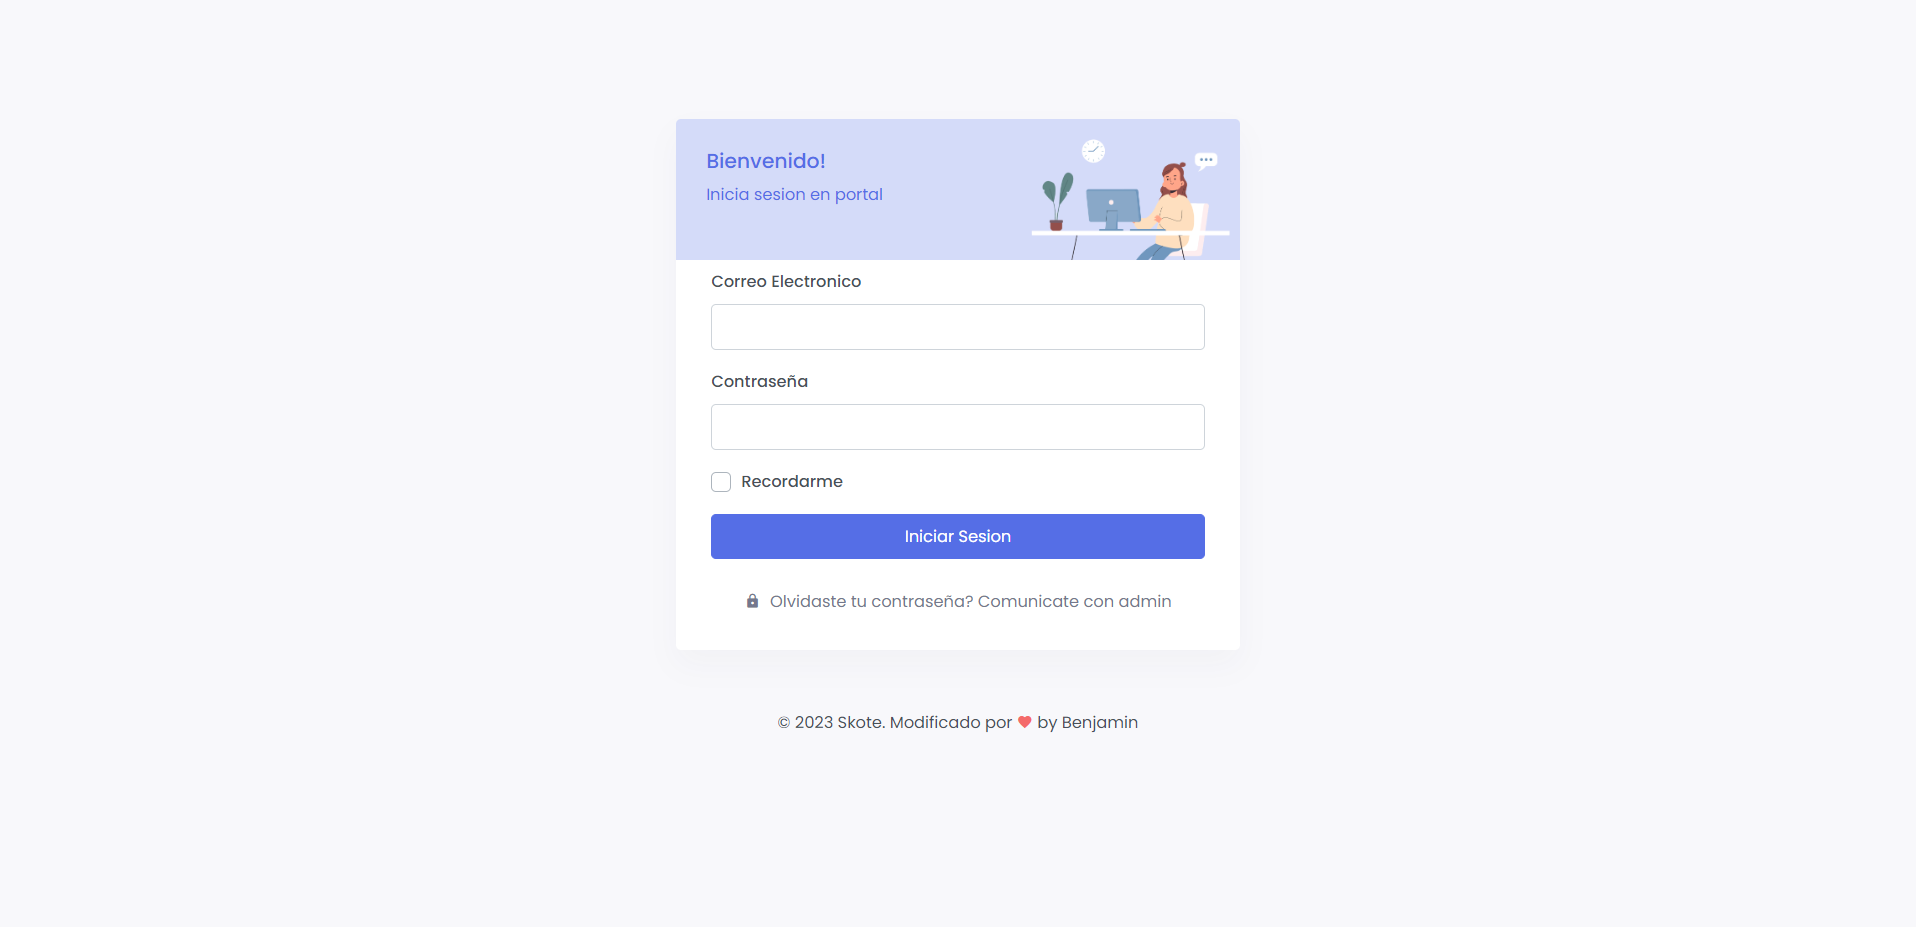 Bienvenido!
Inicia sesion en portal
Correo Electronico
Contraseña
Recordarme
Iniciar Sesion
Olvidaste tu contraseña? Comunicate con admin
© 2023 Skote. Modificado por ❤ by Benjamin